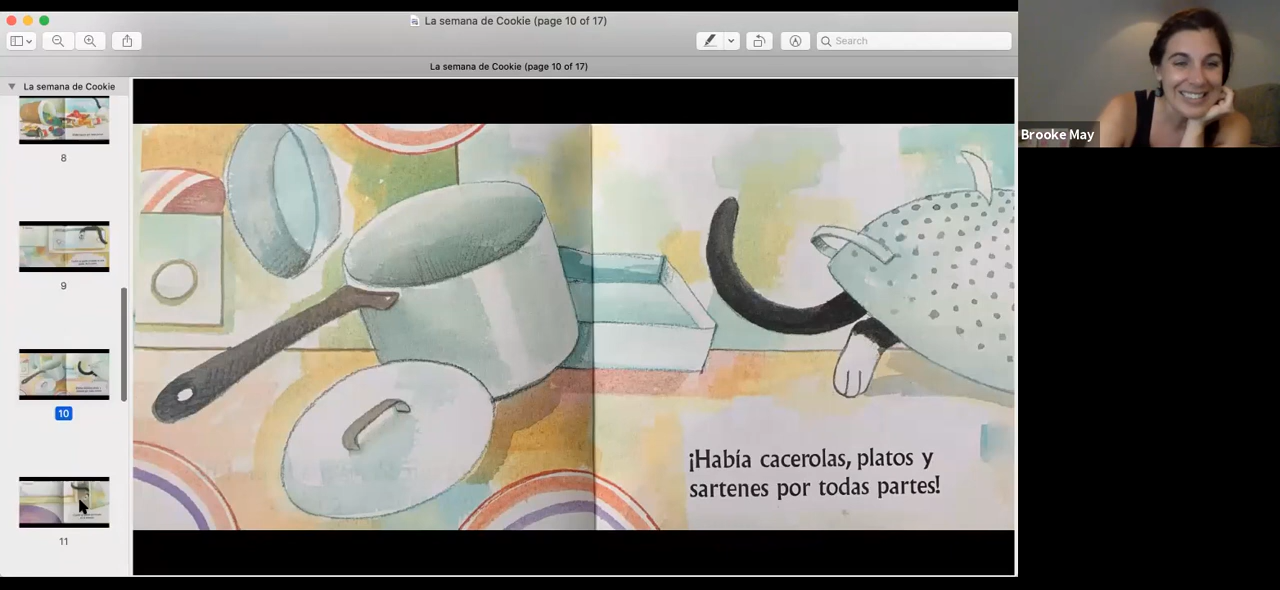 La semana de Cookie (page 10 of 17)
Search
La semana de Cookie (page 10 of 17)
La semana de Cookie
8
9
10
11
¡Había cacerolas, platos y
sartenes por todas partes!
Brooke May